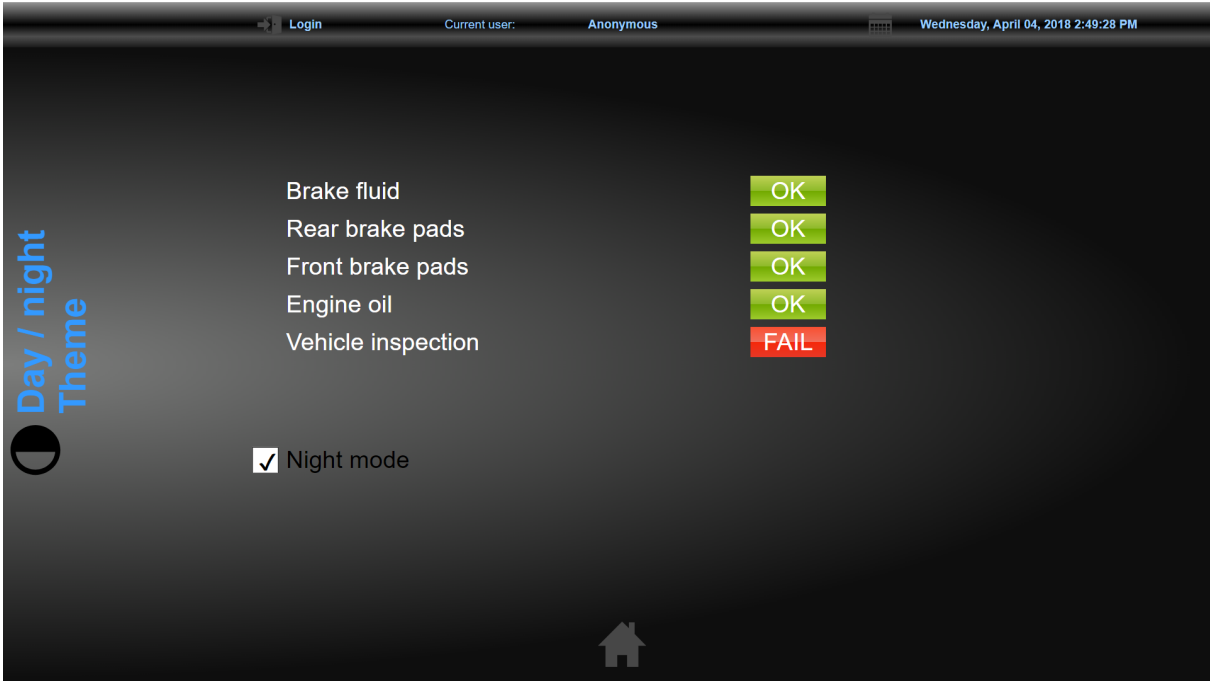 Login Current user: Anonymous Wednesday, April 04, 2018 2:49:28 PM
Day / night
Theme
Brake fluid OK
Rear brake pads OK
Front brake pads OK
Engine oil OK
Vehicle inspection FAIL
Night mode